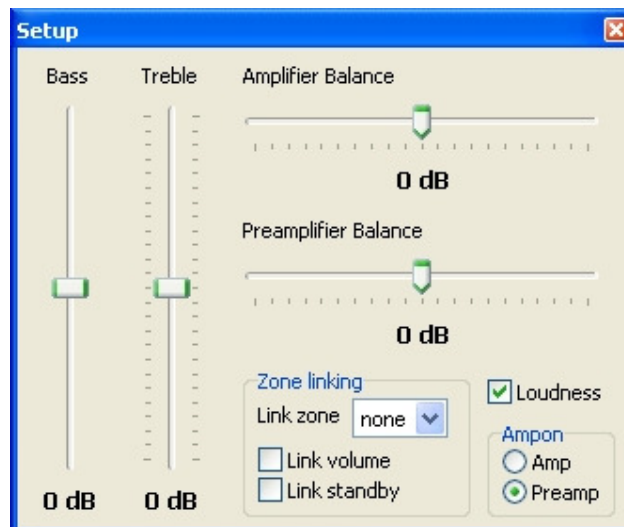 Setup
Bass Treble Amplifier Balance
0 dB
Preamplifier Balance
0 dB
Zone linking
Link zone none
Link volume
Link standby
Loudness
Ampon
Amp
Preamp
0 dB 0 dB